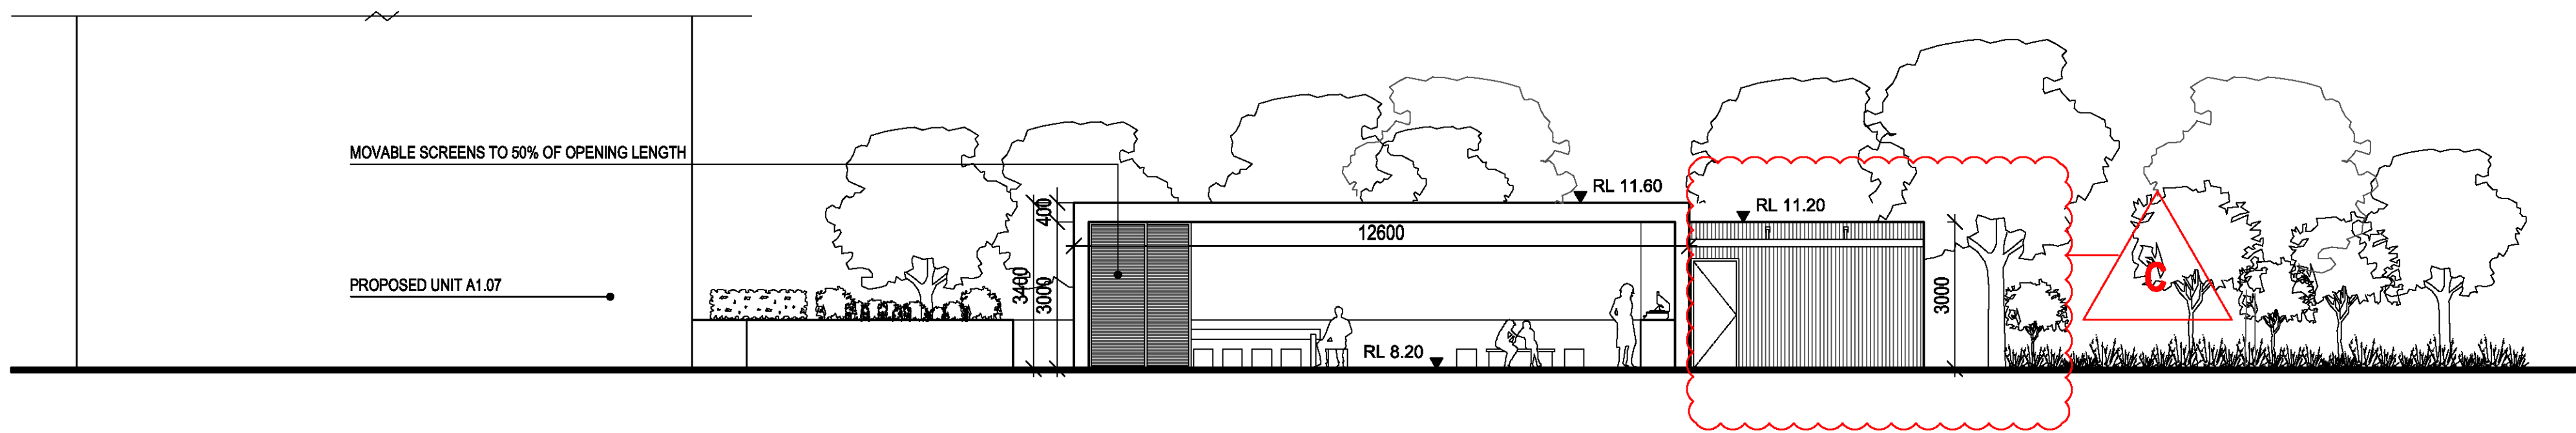 MOVABLE SCREENS TO 50% OF OPENING LENGTH
PROPOSED UNIT A1.07
400
3400
3000
12600
RL 11.60
RL 11.20
RL 8.20
3000
C